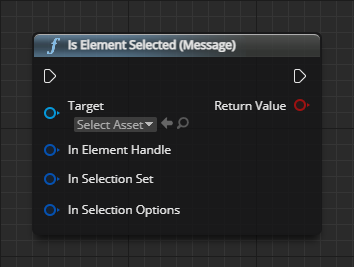 Is Element Selected (Message)
Target
Return Value
Select Asset
In Element Handle
In Selection Set
In Selection Options